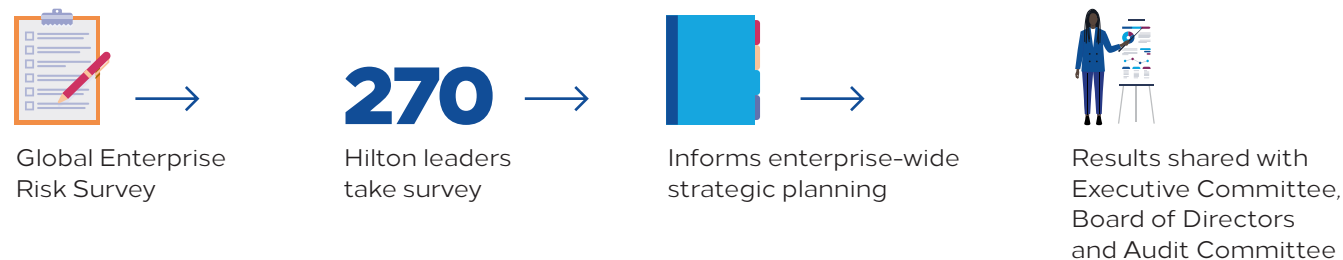 Global Enterprise
Risk Survey
270
Hilton leaders
take survey
Informs enterprise-wide
strategic planning
Results shared with
Executive Committee,
Board of Directors
and Audit Committee